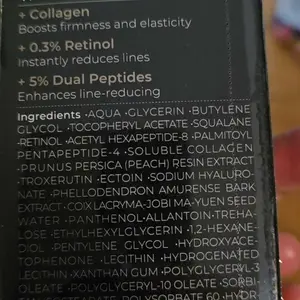 + Collagen
Boosts firmness and elasticity
+ 0.3% Retinol
Instantly reduces lines
+ 5% Dual Peptides
Enhances line-reducing
Ingredients •AQUA •GLYCERIN •BUTYLENE
GLYCOL •TOCOPHERYL ACETATE •SQUALANE
•RETINOL •ACETYL HEXAPEPTIDE-8 •PALMITOYL
PENTAPEPTIDE-4 SOLUBLE COLLAGEN
•PRUNUS PERSICA (PEACH) RESIN EXTRACT
•TROXERUTIN •ECTOIN •SODIUM HYALURO-
NATE •PHELLODENDRON AMURENSE BARK
EXTRACT •COIX LACRYMA-JOBI MA-YUEN SEED
WATER •PANTHENOL•ALLANTOIN •TREHA-
LOSE •ETHYLHEXYLGLYCERIN •1,2-HEXANE-
DIOL •PENTYLENE GLYCOL •HYDROXYACE-
TOPHENONE •LECITHIN •HYDROGENATED
LECITHIN •XANTHAN GUM •POLYGLYCERYL-3
OLEATE •POLYGLYCERYL-10 OLEATE •SORBI-
POLYSORBATE 60 •HYDR